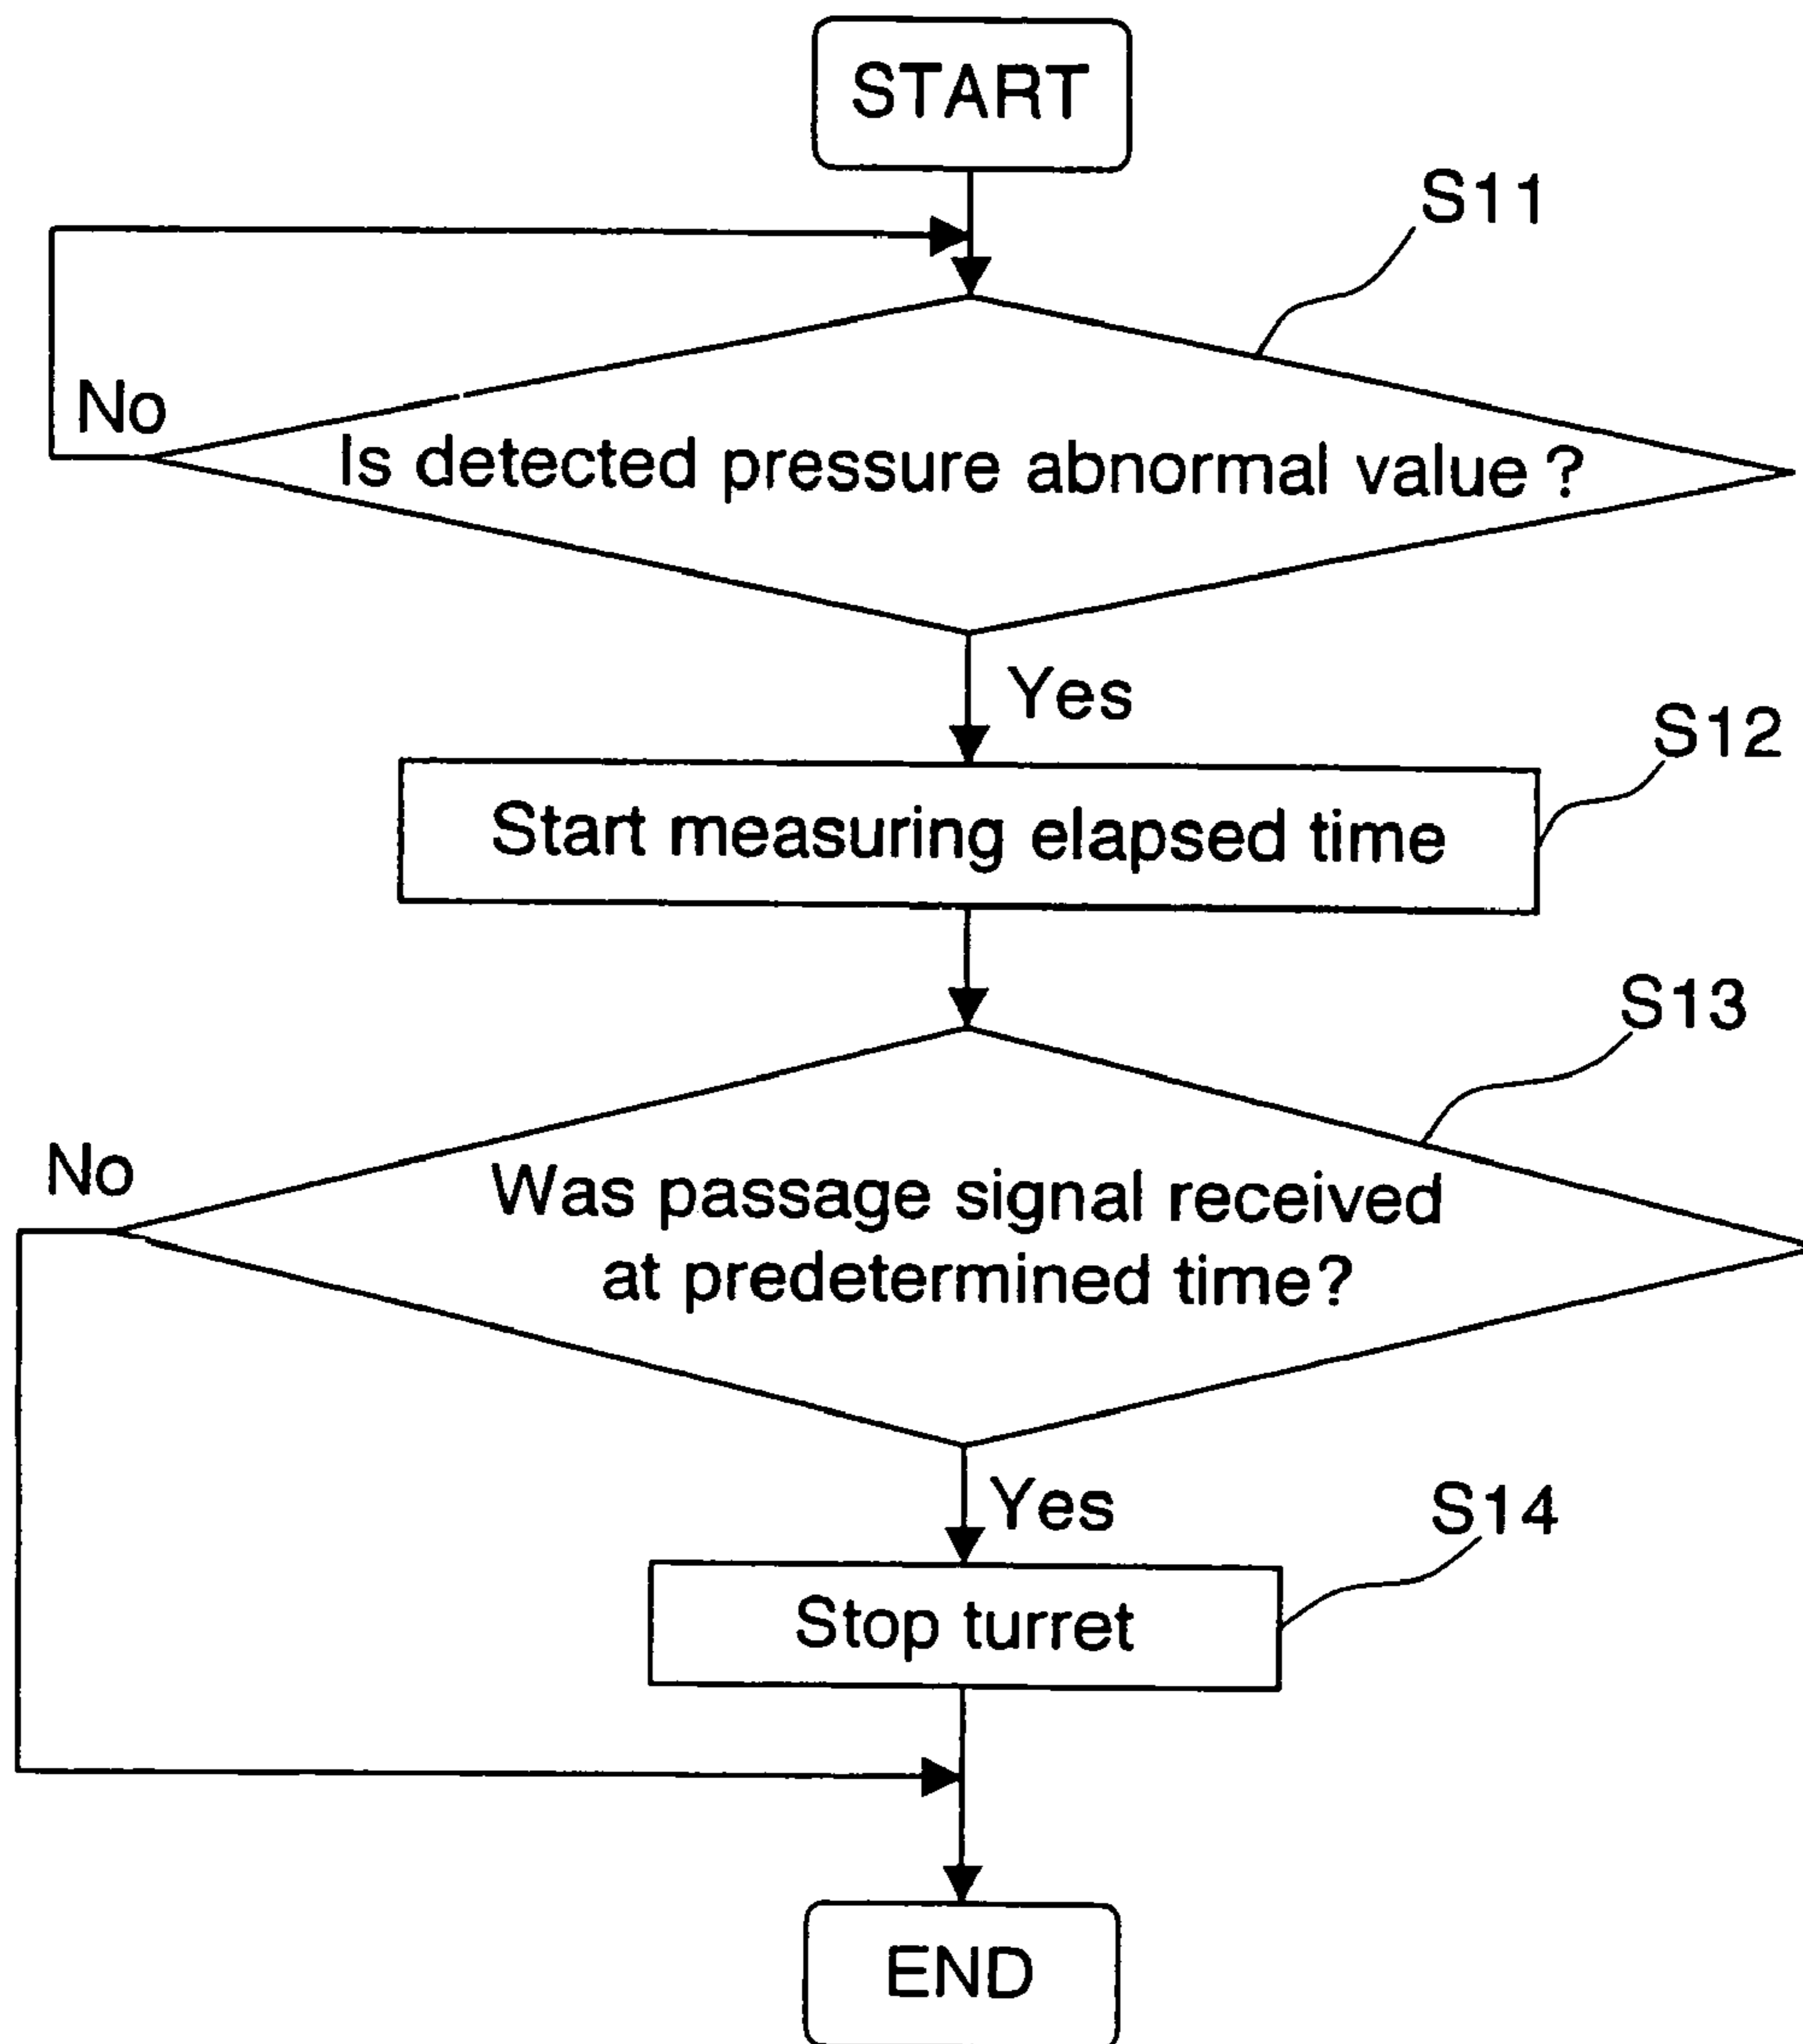 START
S11
No
Is detected pressure abnormal value ?
Yes
S12
Start measuring elapsed time
S13
No
Was passage signal received
at predetermined time?
Yes
S14
Stop turret
END